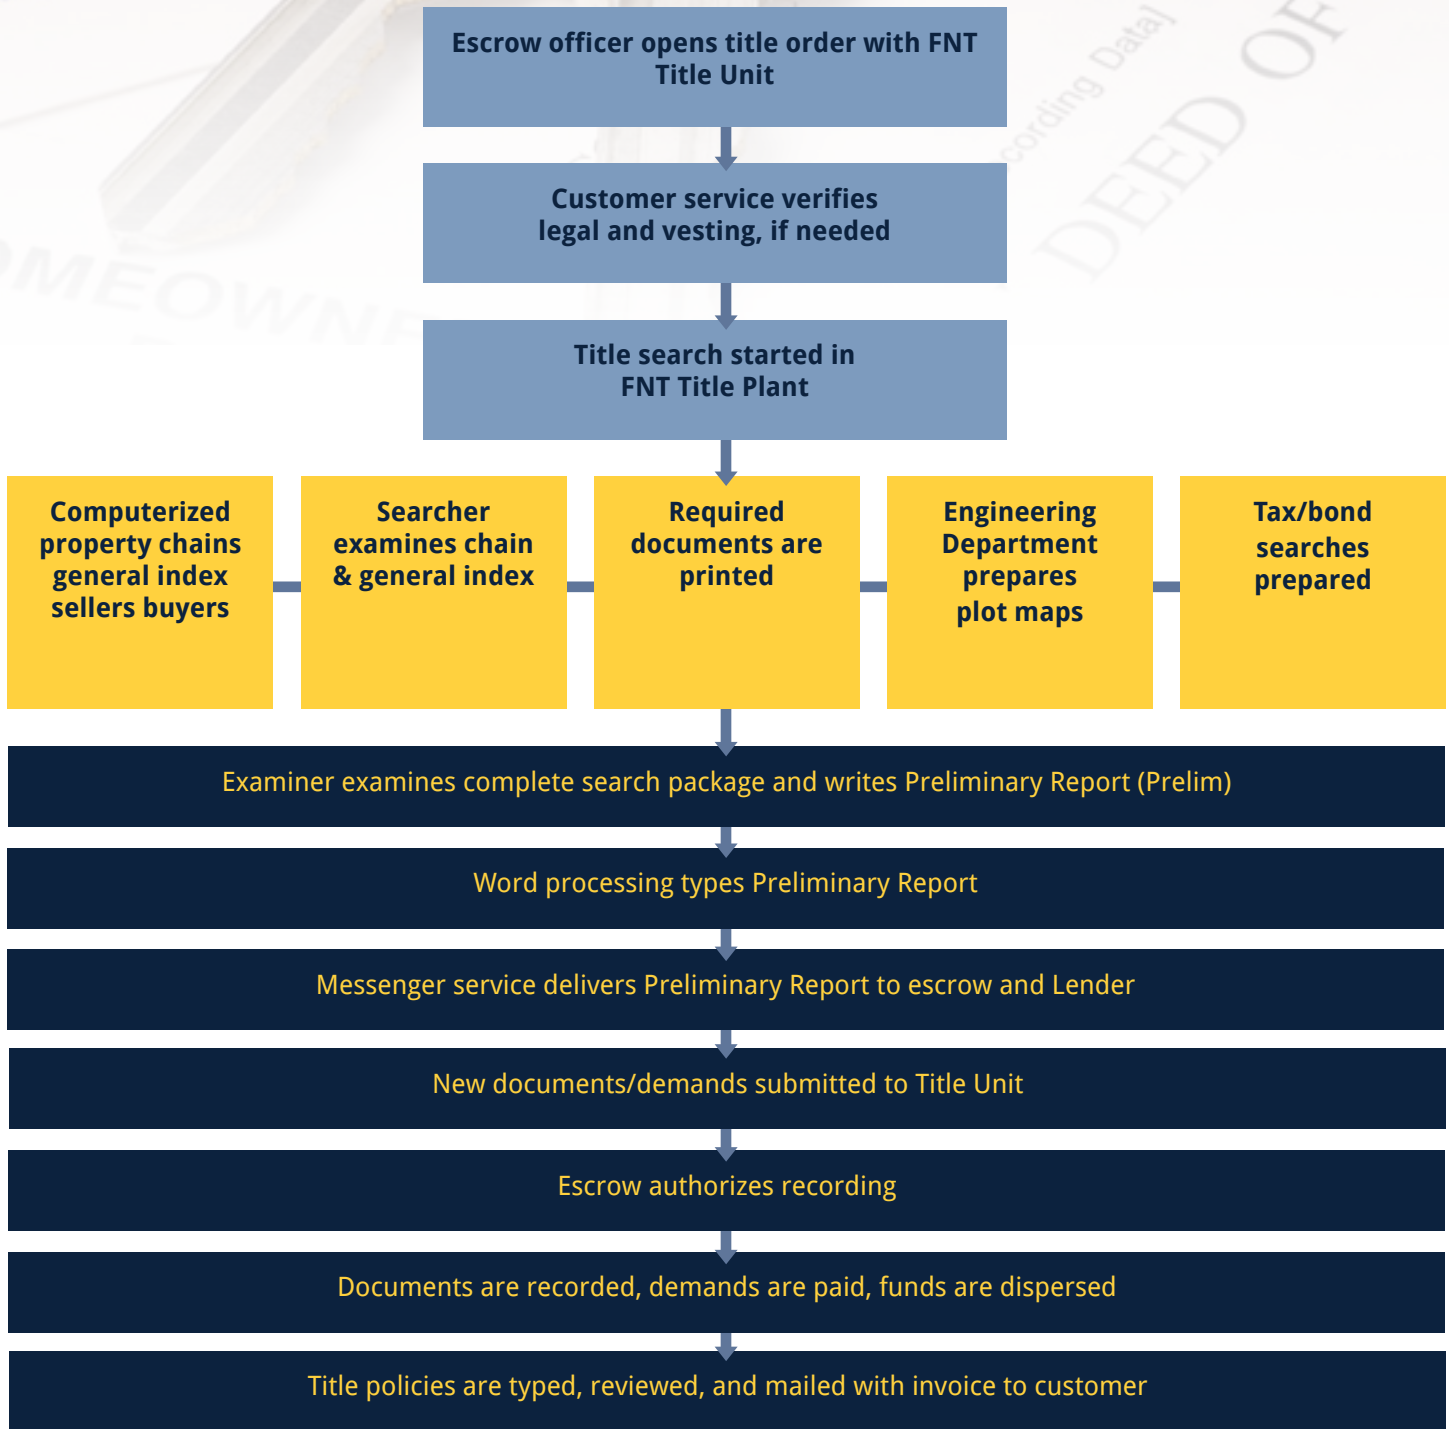 Escrow officer opens title order with FNT
Title Unit
cording Data]
DEED OF
Customer service verifies
legal and vesting, if needed
Title search started in
FNT Title Plant
Computerized
property chains
general index
sellers buyers
Searcher
examines chain
& general index
Required
documents are
printed
Engineering
Department
prepares
plot maps
Tax/bond
searches
prepared
Examiner examines complete search package and writes Preliminary Report (Prelim)
Word processing types Preliminary Report
Messenger service delivers Preliminary Report to escrow and Lender
New documents/demands submitted to Title Unit
Escrow authorizes recording
Documents are recorded, demands are paid, funds are dispersed
Title policies are typed, reviewed, and mailed with invoice to customer